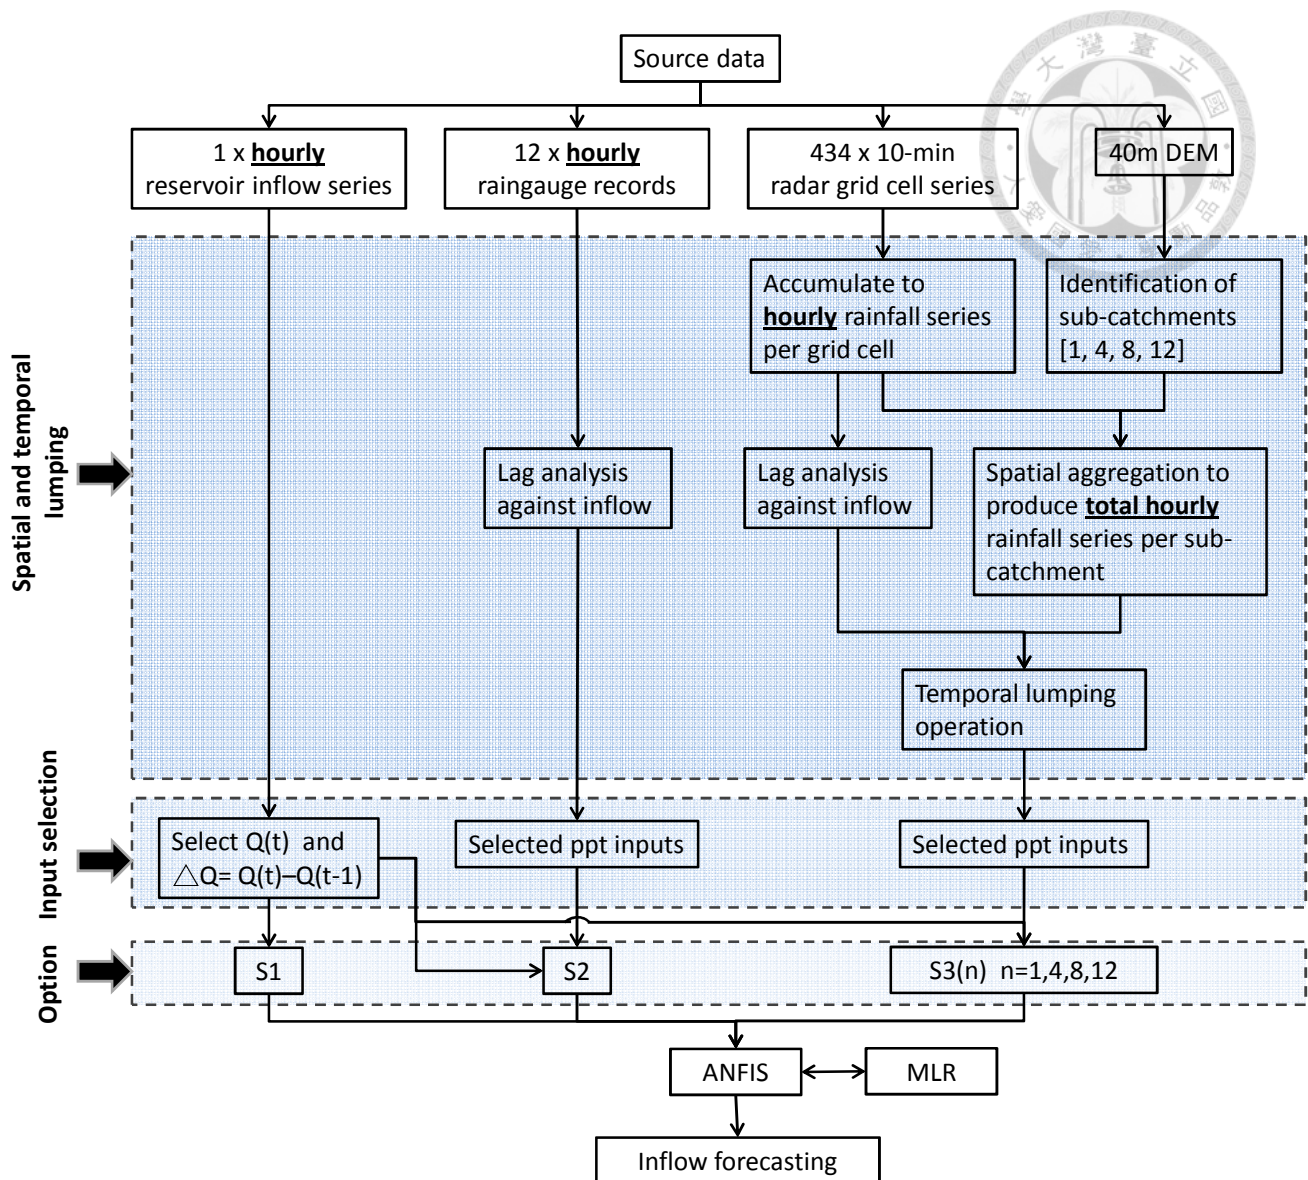 Source data
1 x hourly
reservoir inflow series
12 x hourly
raingauge records
434 x 10-min
radar grid cell series
40m DEM
Spatial and temporal
lumping
Accumulate to
hourly rainfall series
per grid cell
Identification of
sub-catchments
[1, 4, 8, 12]
Lag analysis
against inflow
Lag analysis
against inflow
Spatial aggregation to
produce total hourly
rainfall series per sub-
catchment
Temporal lumping
operation
Input selection
Select Q(t) and
△Q= Q(t)–Q(t-1)
Selected ppt inputs
Selected ppt inputs
Option
S1
S2
S3(n) n=1,4,8,12
ANFIS
MLR
Inflow forecasting